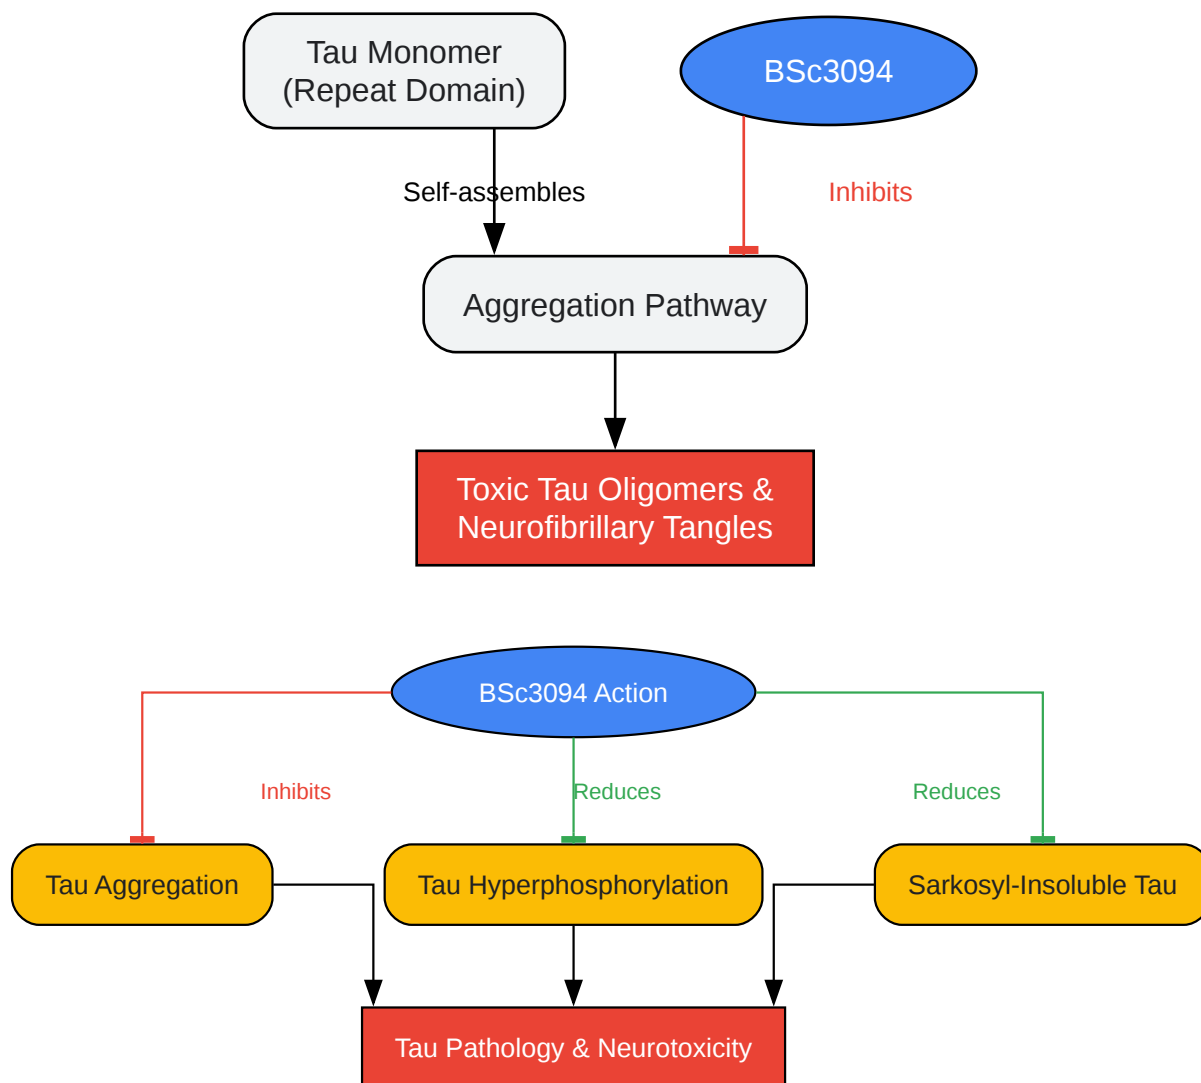 Tau Monomer
(Repeat Domain)
BSc3094
Self-assembles
Inhibits
Aggregation Pathway
Toxic Tau Oligomers &
Neurofibrillary Tangles
BSc3094 Action
Inhibits
Reduces
Reduces
Tau Aggregation
Tau Hyperphosphorylation
Sarkosyl-Insoluble Tau
Tau Pathology & Neurotoxicity